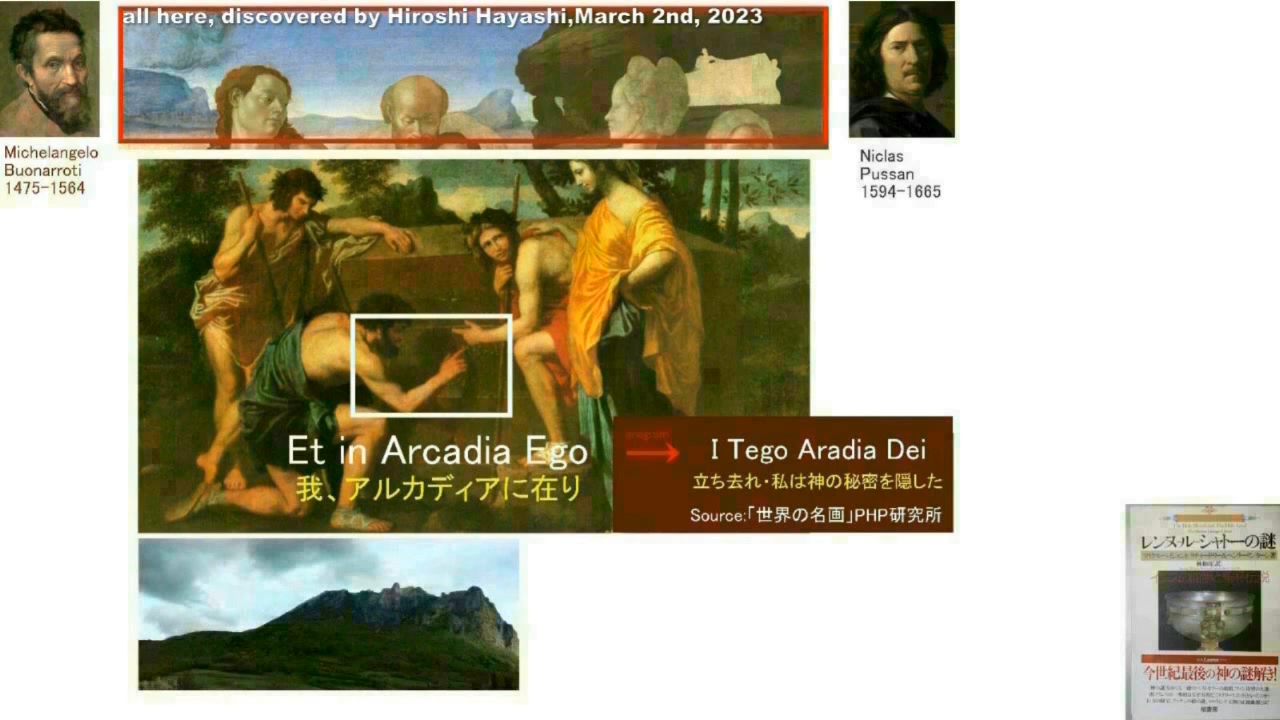 all here, discovered by Hiroshi Hayashi,March 2nd, 2023
Michelangelo
Buonarroti
1475-1564
Niclas
Pussan
1594-1665
Et in Arcadia Ego
我、アルカディアに在り
anagram
I Tego Aradia Dei
立ち去れ・私は神の秘密を隠した
Source:「世界の名画」PHP研究所
レンヌ=ル=シャトーの謎
今世紀最後の神の謎解き!